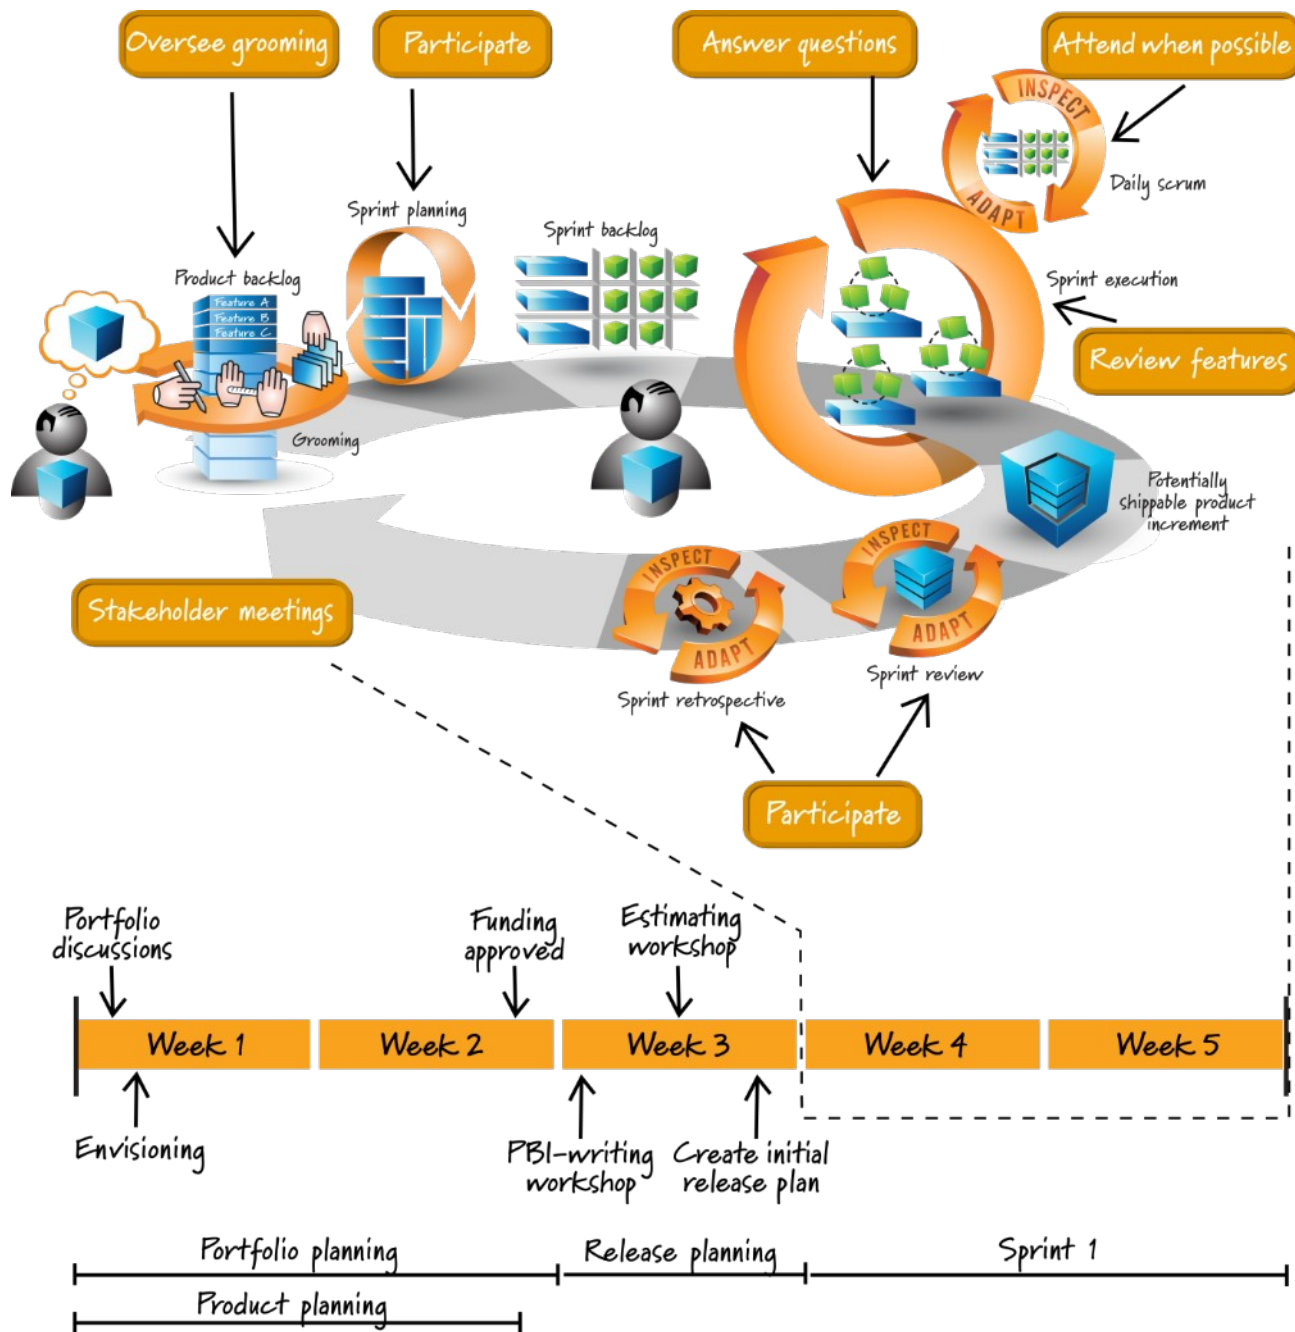 Oversee grooming
Participate
Answer questions
Attend when possible
INSPECT
ADAPT
Daily scrum
Sprint planning
Sprint backlog
Product backlog
Feature A
Feature B
Feature C
Sprint execution
Review features
Grooming
Potentially
shippable product
increment
Stakeholder meetings
INSPECT
ADAPT
Sprint retrospective
INSPECT
ADAPT
Sprint review
Participate
Portfolio
discussions
Funding
approved
Estimating
workshop
Week 1
Week 2
Week 3
Week 4
Week 5
Envisioning
PBI-writing
workshop
Create initial
release plan
Portfolio planning
Release planning
Sprint 1
Product planning